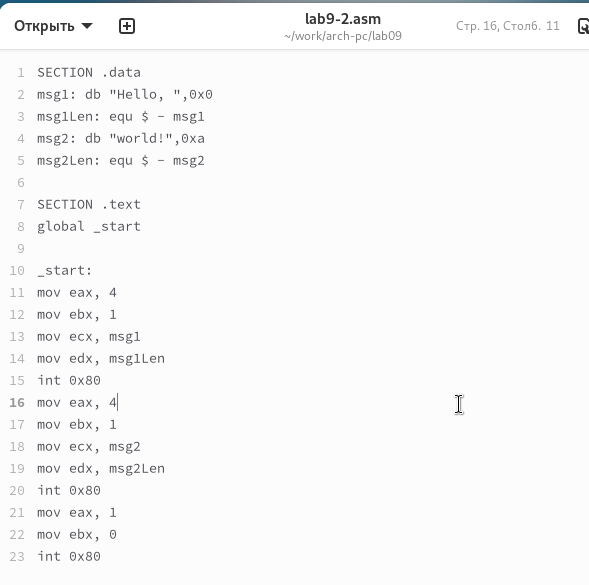 Открыть
lab9-2.asm
~/work/arch-pc/lab09
Стр. 16, Столб. 11
1 SECTION .data
2 msg1: db "Hello, ",0x0
3 msg1Len: equ $ - msg1
4 msg2: db "world!",0xa
5 msg2Len: equ $ - msg2
6
7 SECTION .text
8 global _start
9
10 _start:
11 mov eax, 4
12 mov ebx, 1
13 mov ecx, msg1
14 mov edx, msg1Len
15 int 0x80
16 mov eax, 4
17 mov ebx, 1
18 mov ecx, msg2
19 mov edx, msg2Len
20 int 0x80
21 mov eax, 1
22 mov ebx, 0
23 int 0x80